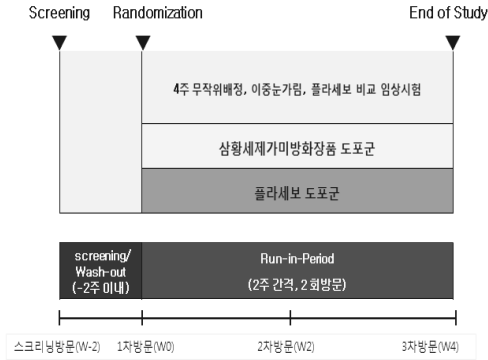 Screening Randomization End of Study
4주 무작위배정, 이중눈가림, 플라세보 비교 임상시험
삼황세제가미방화장품 도포군
플라세보 도포군
screening/
Wash-out
(-2주 이내)
Run-in-Period
(2주 간격, 2회방문)
스크리닝방문(W-2) 1차방문(W0) 2차방문(W2) 3차방문(W4)